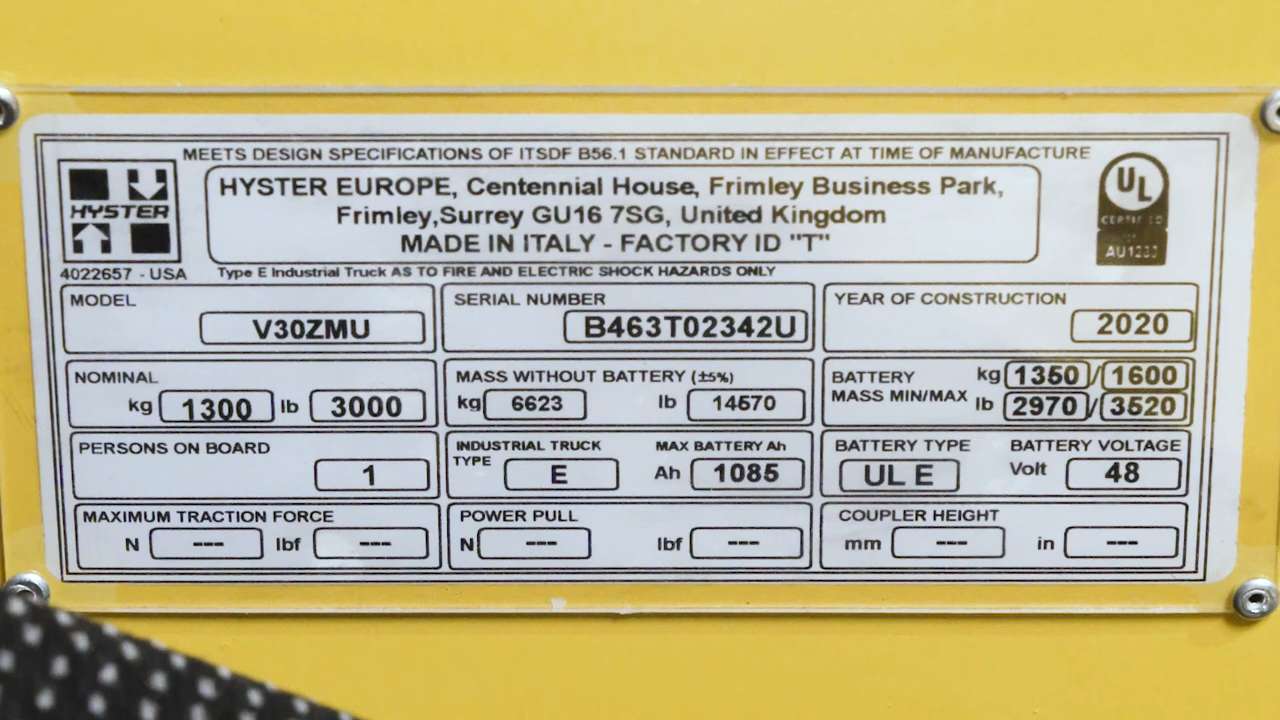 MEETS DESIGN SPECIFICATIONS OF ITSDF B56.1 STANDARD IN EFFECT AT TIME OF MANUFACTURE
HYSTER
HYSTER EUROPE, Centennial House, Frimley Business Park,
Frimley,Surrey GU16 7SG, United Kingdom
MADE IN ITALY - FACTORY ID "T"
UL
CERTIFIED
AU1233
4022657 - USA
Type E Industrial Truck AS TO FIRE AND ELECTRIC SHOCK HAZARDS ONLY
MODEL
V30ZMU
SERIAL NUMBER
B463T02342U
YEAR OF CONSTRUCTION
2020
NOMINAL
kg 1300 lb 3000
MASS WITHOUT BATTERY (±5%)
kg 6623 lb 14570
BATTERY MASS MIN/MAX
kg 1350 / 1600
lb 2970 / 3520
PERSONS ON BOARD
1
INDUSTRIAL TRUCK TYPE E
MAX BATTERY Ah
Ah 1085
BATTERY TYPE
UL E
BATTERY VOLTAGE
Volt 48
MAXIMUM TRACTION FORCE
N --- lbf ---
POWER PULL
N --- lbf ---
COUPLER HEIGHT
mm --- in ---